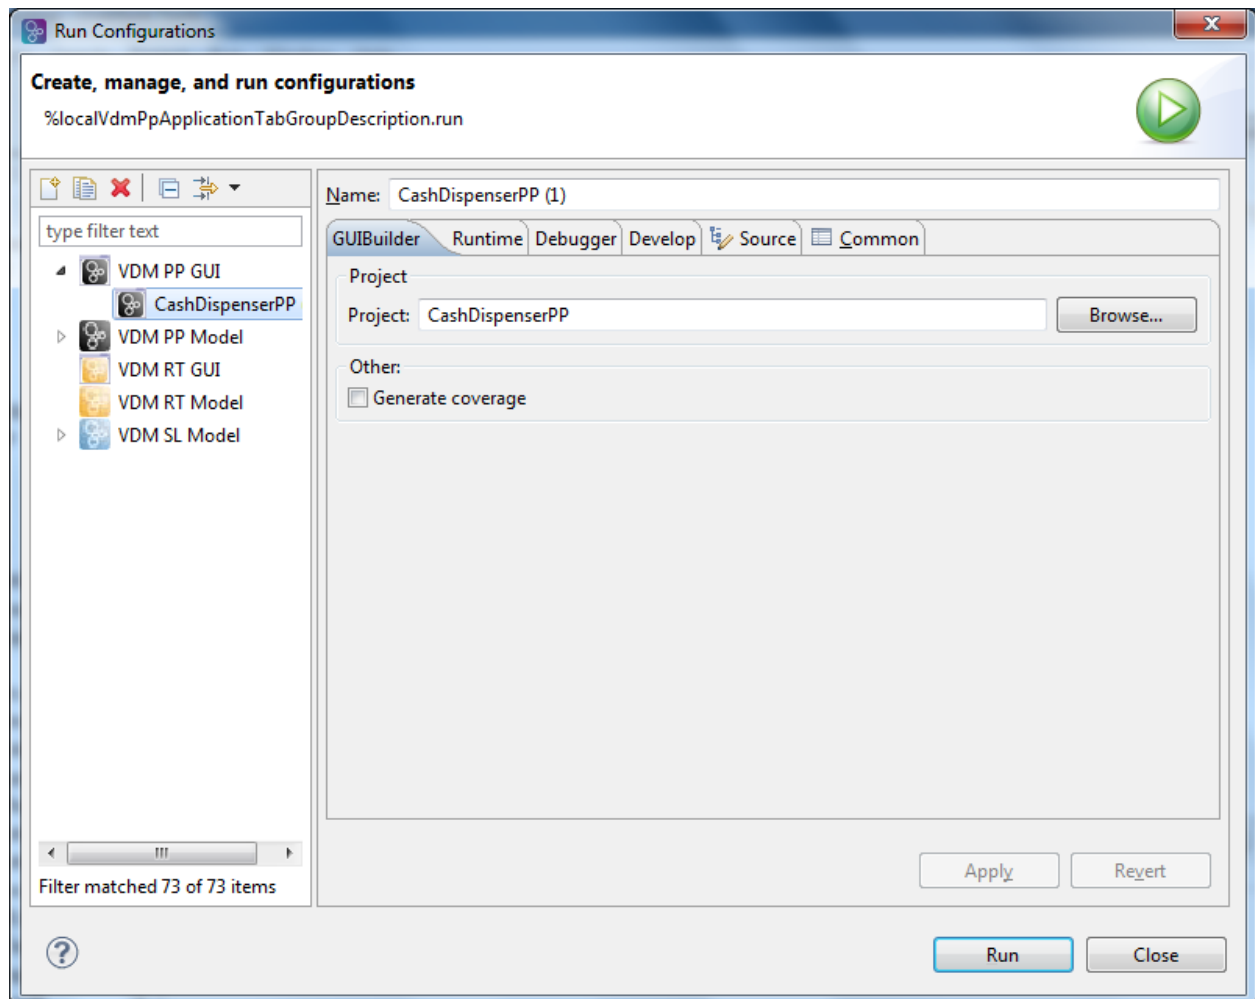 Run Configurations
Create, manage, and run configurations
%localVdmPpApplicationTabGroupDescription.run
type filter text
VDM PP GUI
CashDispenserPP
VDM PP Model
VDM RT GUI
VDM RT Model
VDM SL Model
Filter matched 73 of 73 items
Name: CashDispenserPP (1)
GUIBuilder Runtime Debugger Develop Source Common
Project
Project: CashDispenserPP Browse...
Other:
Generate coverage
Apply Revert
Run Close